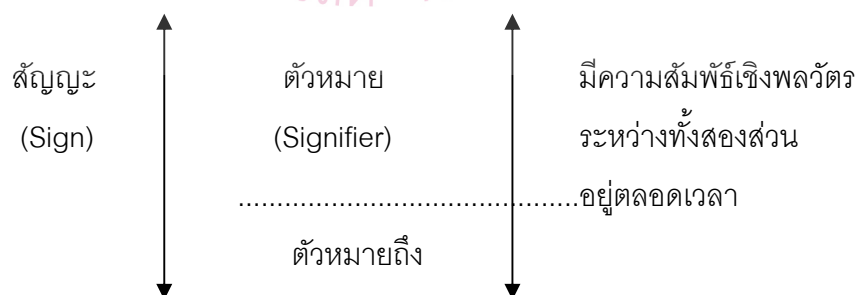 สัญญะ ตัวหมาย มีความสัมพัธ์เชิงพลวัตร
(Sign) (Signifier) ระหว่างทั้งสองส่วน
............................................อยู่ตลอดเวลา
ตัวหมายถึง